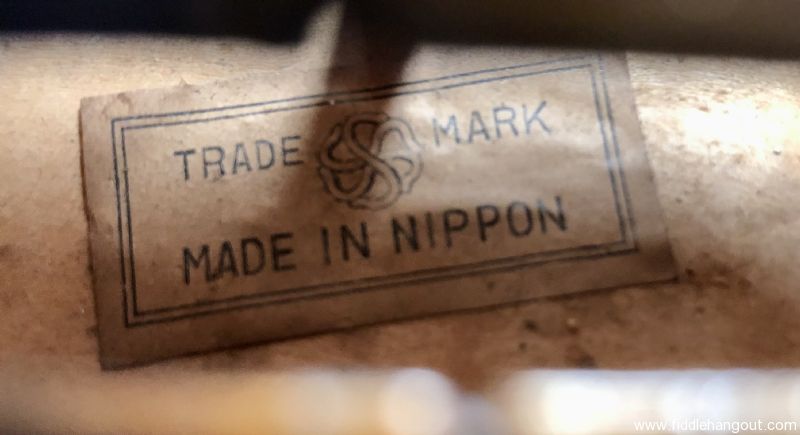 TRADE S MARK
MADE IN NIPPON
www.fiddlehangout.com